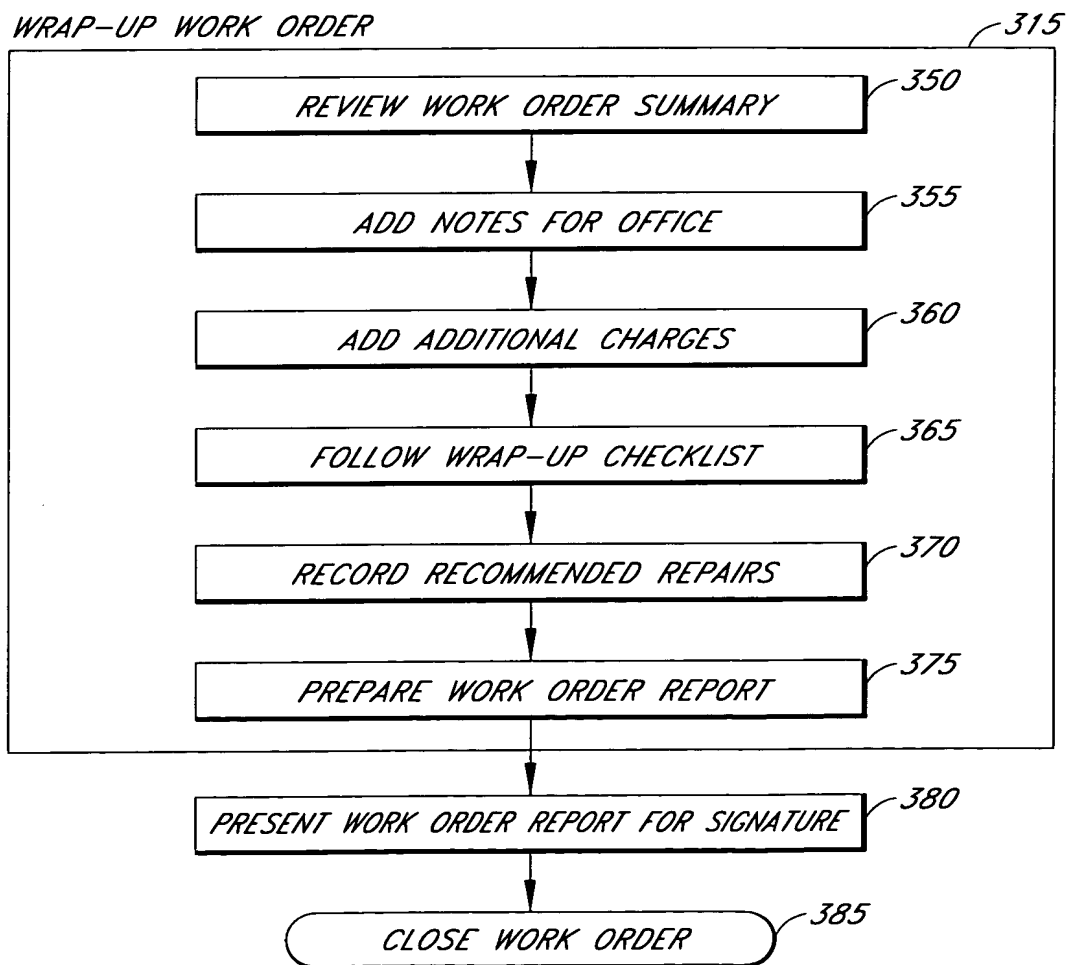 WRAP-UP WORK ORDER
315
REVIEW WORK ORDER SUMMARY
350
ADD NOTES FOR OFFICE
355
ADD ADDITIONAL CHARGES
360
FOLLOW WRAP-UP CHECKLIST
365
RECORD RECOMMENDED REPAIRS
370
PREPARE WORK ORDER REPORT
375
PRESENT WORK ORDER REPORT FOR SIGNATURE
380
CLOSE WORK ORDER
385